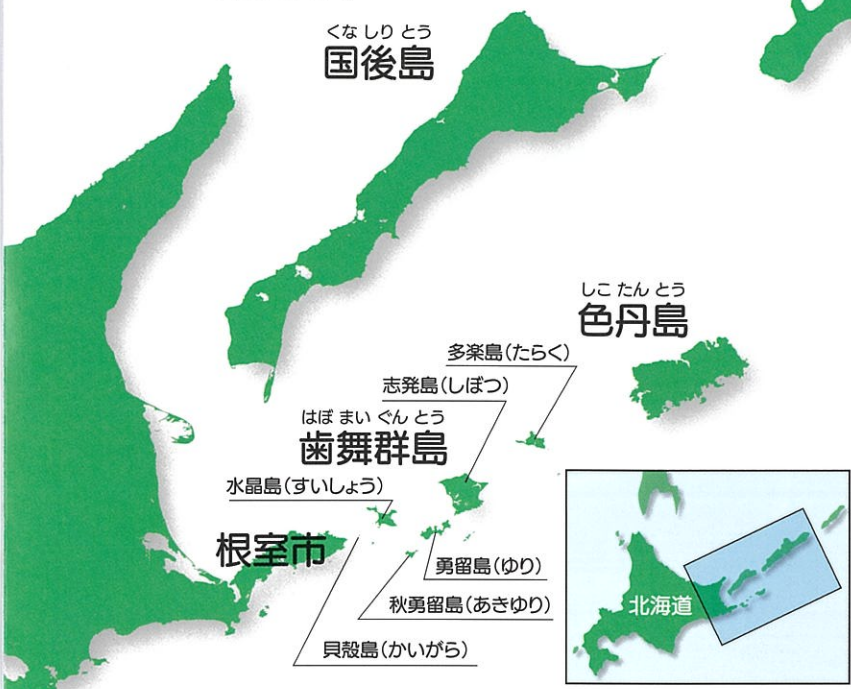 くなしりとう
国後島
しこたんとう
色丹島
多楽島(たらく)
志発島(しぼつ)
はぼまいぐんとう
歯舞群島
水晶島(すいしょう)
根室市
勇留島(ゆり)
秋勇留島(あきゆり)
貝殻島(かいがら)
北海道